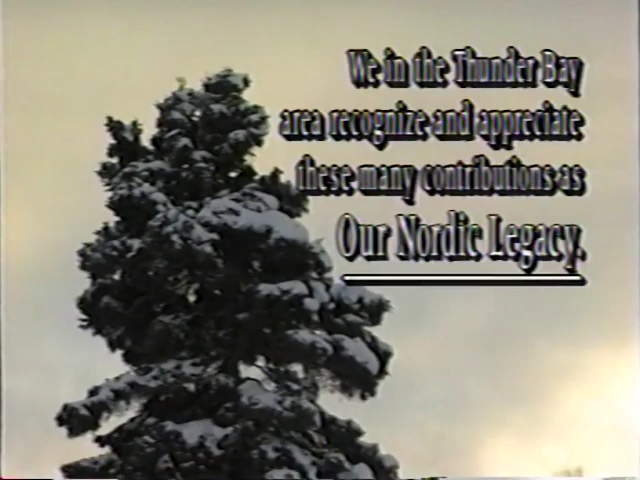 We in the Thunder Bay
area recognize and appreciate
these many contributions as
Our Nordic Legacy.